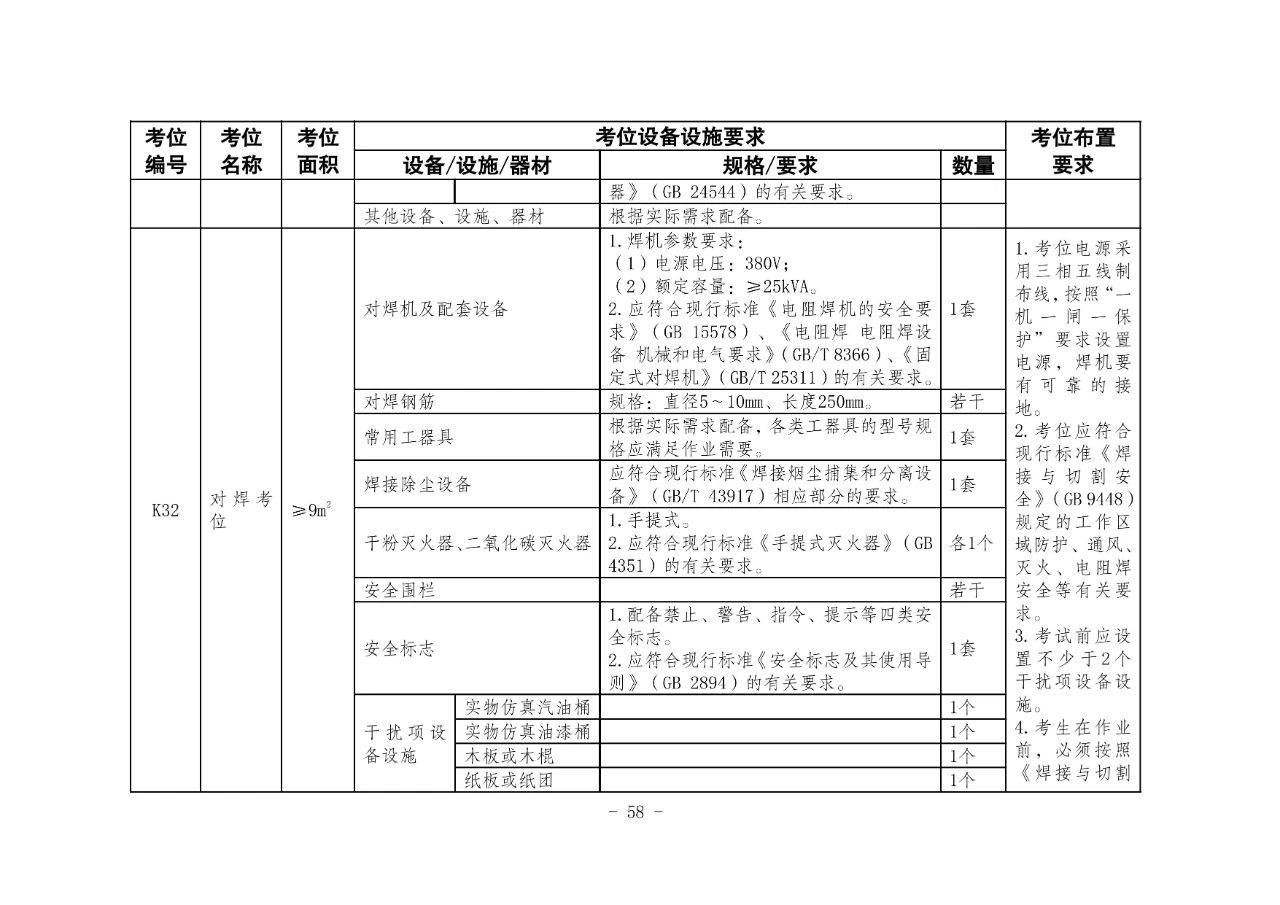 考位编号
考位名称
考位面积
考位设备设施要求
考位布置要求
设备/设施/器材
规格/要求
数量
器》（GB 24544）的有关要求。
其他设备、设施、器材
根据实际需求配备。
K32
对焊考
位
≥9m²
对焊机及配套设备
1.焊机参数要求：
（1）电源电压：380V；
（2）额定容量：≥25kVA。
2.应符合现行标准《电阻焊机的安全要
求》（GB 15578）、《电阻焊 电阻焊设
备 机械和电气要求》（GB/T 8366）、《固
定式对焊机》（GB/T 25311）的有关要求。
1套
对焊钢筋
规格：直径5～10mm、长度250mm。
若干
常用工器具
根据实际需求配备，各类工器具的型号规
格应满足作业需要。
1套
焊接除尘设备
应符合现行标准《焊接烟尘捕集和分离设
备》（GB/T 43917）相应部分的要求。
1套
干粉灭火器、二氧化碳灭火器
1.手提式。
2.应符合现行标准《手提式灭火器》（GB
4351）的有关要求。
各1个
安全围栏
若干
安全标志
1.配备禁止、警告、指令、提示等四类安
全标志。
2.应符合现行标准《安全标志及其使用导
则》（GB 2894）的有关要求。
1套
干扰项设
备设施
实物仿真汽油桶
1个
实物仿真油漆桶
1个
木板或木棍
1个
纸板或纸团
1个
1.考位电源采
用三相五线制
布线，按照“一
机一闸一保
护”要求设置
电源，焊机要
有可靠的接
地。
2.考位应符合
现行标准《焊
接与切割安
全》（GB 9448）
规定的工作区
域防护、通风、
灭火、电阻焊
安全等有关要
求。
3.考试前应设
置不少于2个
干扰项设备设
施。
4.考生在作业
前，必须按照
《焊接与切割
- 58 -